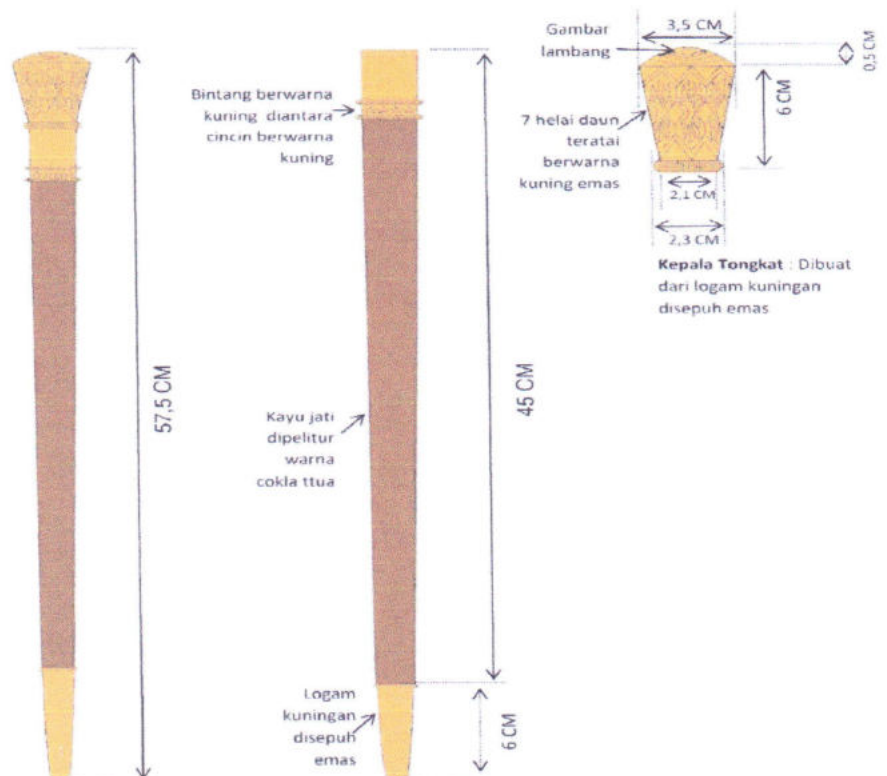 Gambar
lambang
3,5 CM
0,5 CM
Bintang berwarna
kuning diantara
cincin berwarna
kuning
7 helai daun
teratai
berwarna
kuning emas
6 CM
2,1 CM
2,3 CM
Kepala Tongkat : Dibuat
dari logam kuningan
disepuh emas
57,5 CM
45 CM
Kayu jati
dipelitur
warna
cokla ttua
Logam
kuningan
disepuh
emas
6 CM